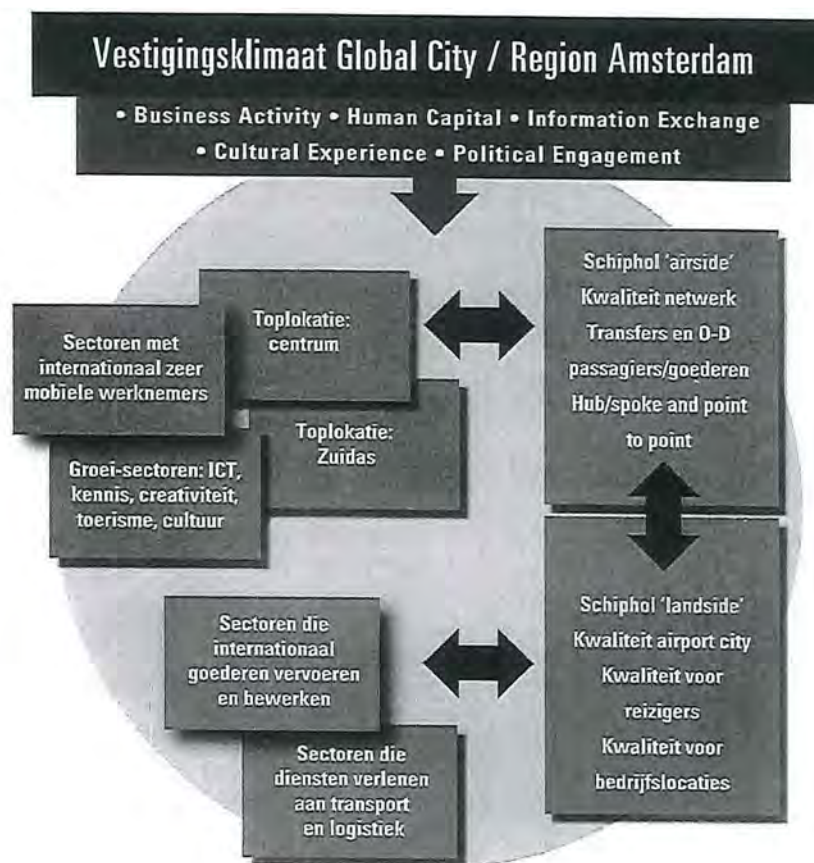 Vestigingsklimaat Global City / Region Amsterdam
• Business Activity • Human Capital • Information Exchange
• Cultural Experience • Political Engagement
Toplokatie:
centrum
Sectoren met
internationaal zeer
mobiele werknemers
Toplokatie:
Zuidas
Groei-sectoren: ICT,
kennis, creativiteit,
toerisme, cultuur
Schiphol 'airside'
Kwaliteit netwerk
Transfers en O-D
passagiers/goederen
Hub/spoke and point
to point
Sectoren die
internationaal
goederen vervoeren
en bewerken
Sectoren die
diensten verlenen
aan transport
en logistiek
Schiphol 'landside'
Kwaliteit airport city
Kwaliteit voor
reizigers
Kwaliteit voor
bedrijfslocaties